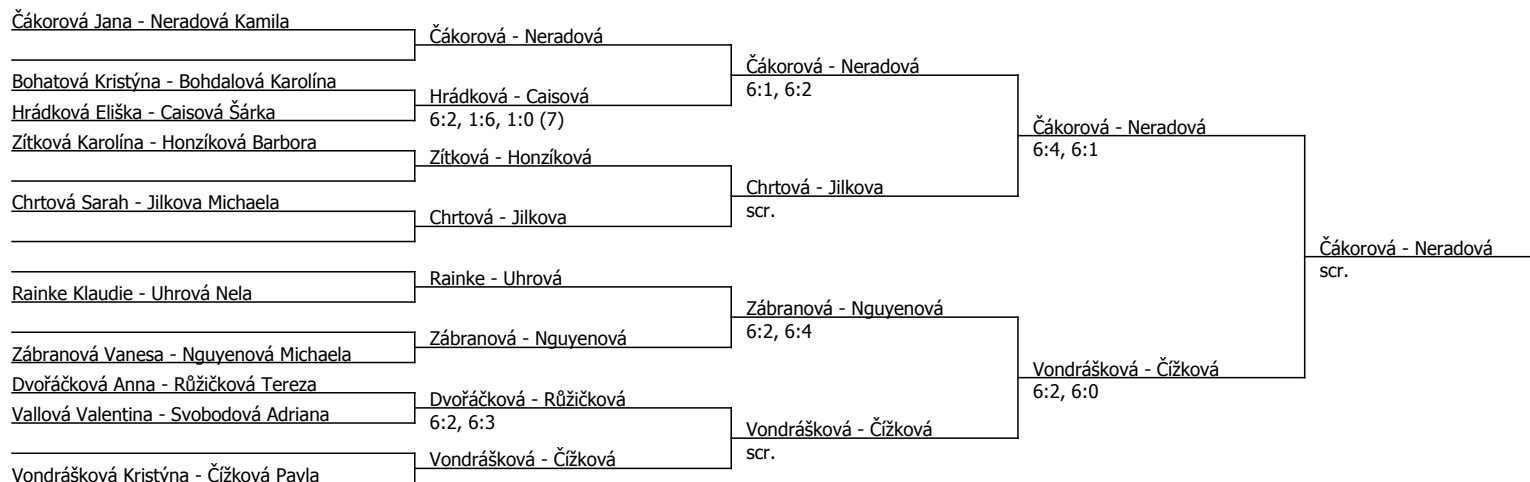 Čákorová Jana - Neradová Kamila
Bohatová Kristýna - Bohdalová Karolína
Hrádková Eliška - Caisová Šárka
Zítková Karolína - Honzíková Barbora
Chrtová Sarah - Jilkova Michaela
Rainke Klaudie - Uhrová Nela
Zábranová Vanesa - Nguyenová Michaela
Dvořáčková Anna - Růžičková Tereza
Vallová Valentina - Svobodová Adriana
Vondrášková Kristýna - Čížková Pavla
Čákorová - Neradová
Hrádková - Caisová
6:2, 1:6, 1:0 (7)
Zítková - Honzíková
Chrtová - Jilkova
Rainke - Uhrová
Zábranová - Nguyenová
Dvořáčková - Růžičková
6:2, 6:3
Vondrášková - Čížková
Čákorová - Neradová
6:1, 6:2
Chrtová - Jilkova
scr.
Zábranová - Nguyenová
6:2, 6:4
Vondrášková - Čížková
scr.
Čákorová - Neradová
6:4, 6:1
Vondrášková - Čížková
6:2, 6:0
Čákorová - Neradová
scr.